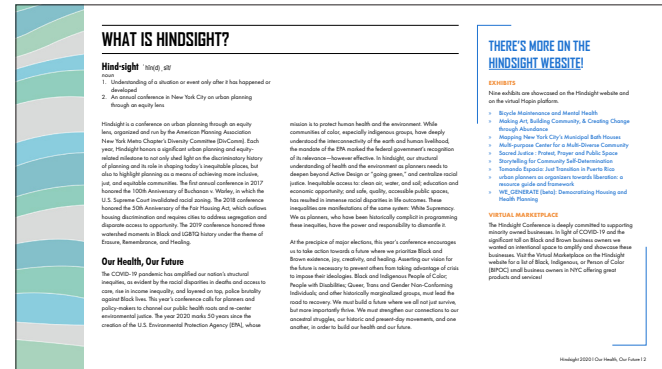 WHAT IS HINDSIGHT?
Hind·sight ˈhīn(d)ˌsīt/
noun
1. Understanding of a situation or event only after it has happened or
developed
2. An annual conference in New York City on urban planning
through an equity lens
Hindsight is a conference on urban planning through an equity
lens, organized and run by the American Planning Association
New York Metro Chapter's Diversity Committee (DivComm). Each
year, Hindsight honors a significant urban planning and equity-
related milestone to not only shed light on the discriminatory history
of planning and its role in shaping today's inequitable places, but
also to highlight planning as a means of achieving more inclusive,
just, and equitable communities. The first annual conference in 2017
honored the 100th Anniversary of Buchanan v. Warley, in which the
U.S. Supreme Court invalidated racial zoning. The 2018 conference
honored the 50th Anniversary of the Fair Housing Act, which outlaws
housing discrimination and requires cities to address segregation and
disparate access to opportunity. The 2019 conference honored three
watershed moments in Black and LGBTQ history under the theme of
Erasure, Remembrance, and Healing.
Our Health, Our Future
The COVID-19 pandemic has amplified our nation's structural
inequities, as evident by the racial disparities in deaths and access to
care, rise in income inequality, and layered on top, police brutality
against Black lives. This year's conference calls for planners and
policy-makers to channel our public health roots and re-center
environmental justice. The year 2020 marks 50 years since the
creation of the U.S. Environmental Protection Agency (EPA), whose
mission is to protect human health and the environment. While
communities of color, especially indigenous groups, have deeply
understood the interconnectivity of the earth and human livelihood,
the mandate of the EPA marked the federal government's recognition
of its relevance—however effective. In hindsight, our structural
understanding of health and the environment as planners needs to
deepen beyond Active Design or "going green," and centralize racial
justice. Inequitable access to: clean air, water, and soil; education and
economic opportunity; and safe, quality, accessible public spaces,
has resulted in immense racial disparities in life outcomes. These
inequalities are manifestations of the same system: White Supremacy.
We as planners, who have been historically complicit in programming
these inequities, have the power and responsibility to dismantle it.
At the precipice of major elections, this year's conference encourages
us to take action towards a future where we prioritize Black and
Brown existence, joy, creativity, and healing. Asserting our vision for
the future is necessary to prevent others from taking advantage of crisis
to impose their ideologies. Black and Indigenous People of Color;
People with Disabilities; Queer, Trans and Gender Non-Conforming
Individuals; and other historically marginalized groups, must lead the
road to recovery. We must build a future where we all not just survive,
but more importantly thrive. We must strengthen our connections to our
ancestral struggles, our historic and present-day movements, and one
another, in order to build our health and our future.
THERE'S MORE ON THE
HINDSIGHT WEBSITE!
EXHIBITS
Nine exhibits are showcased on the Hindsight website and
on the virtual Hopin platform.
» Bicycle Maintenance and Mental Health
» Making Art, Building Community, & Creating Change
through Abundance
» Mapping New York City's Municipal Bath Houses
» Multi-purpose Center for a Multi-Diverse Community
» Sacred Justice : Protest, Prayer and Public Space
» Storytelling for Community Self-Determination
» Tomando Espacio: Just Transition in Puerto Rico
» urban planners as organisers towards liberation: a
resource guide and framework
» WE_GENERATE (beta): Democratizing Housing and
Health Planning
VIRTUAL MARKETPLACE
The Hindsight Conference is deeply committed to supporting
minority owned businesses. In light of COVID-19 and the
significant toll on Black and Brown business owners we
wanted an intentional space to amplify and showcase these
businesses. Visit the Virtual Marketplace on the Hindsight
website for a list of Black, Indigenous, or Person of Color
(BIPOC) small business owners in NYC offering great
products and services!
Hindsight 2020 | Our Health, Our Future | 2